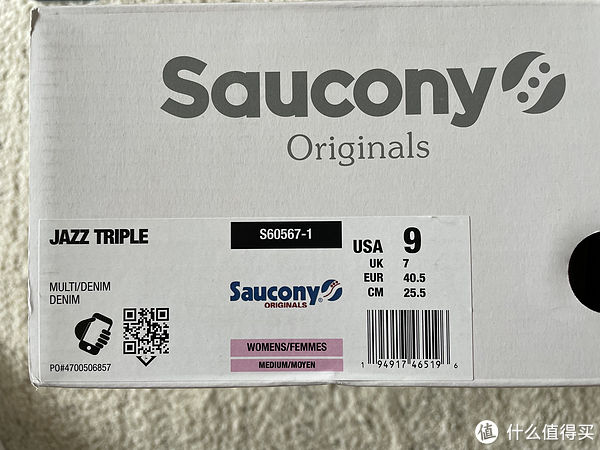 Saucony
Originals
JAZZ TRIPLE
S60567-1
MULTI/DENIM
DENIM
PO#4700506857
Saucony®
ORIGINALS
WOMENS/FEMMES
MEDIUM/MOYEN
USA 9
UK 7
EUR 40.5
CM 25.5
1 94917 46519 6
值 什么值得买